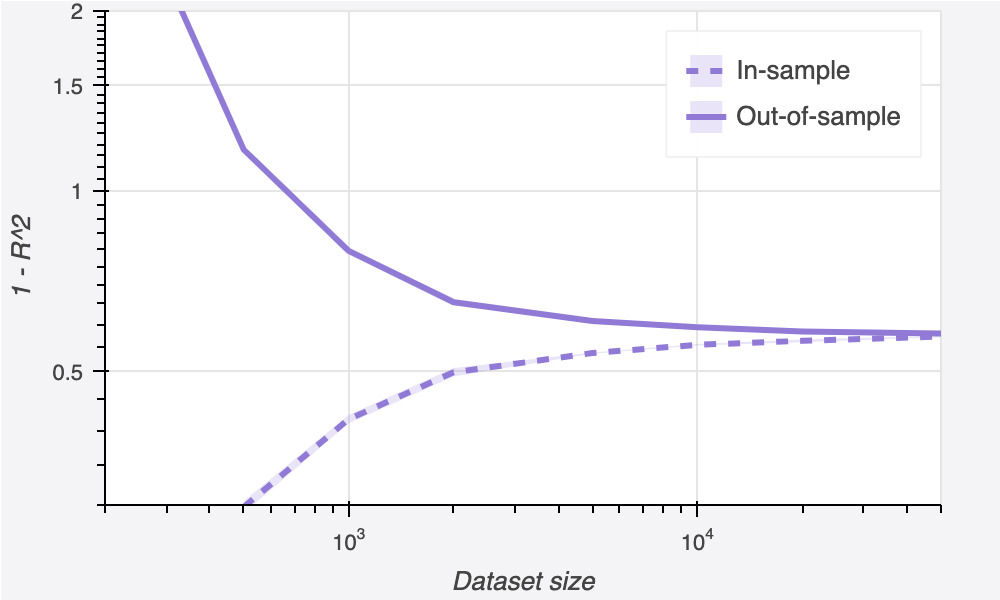 2
1.5
1
0.5
1 - R^2
In-sample
Out-of-sample
10³
10⁴
Dataset size